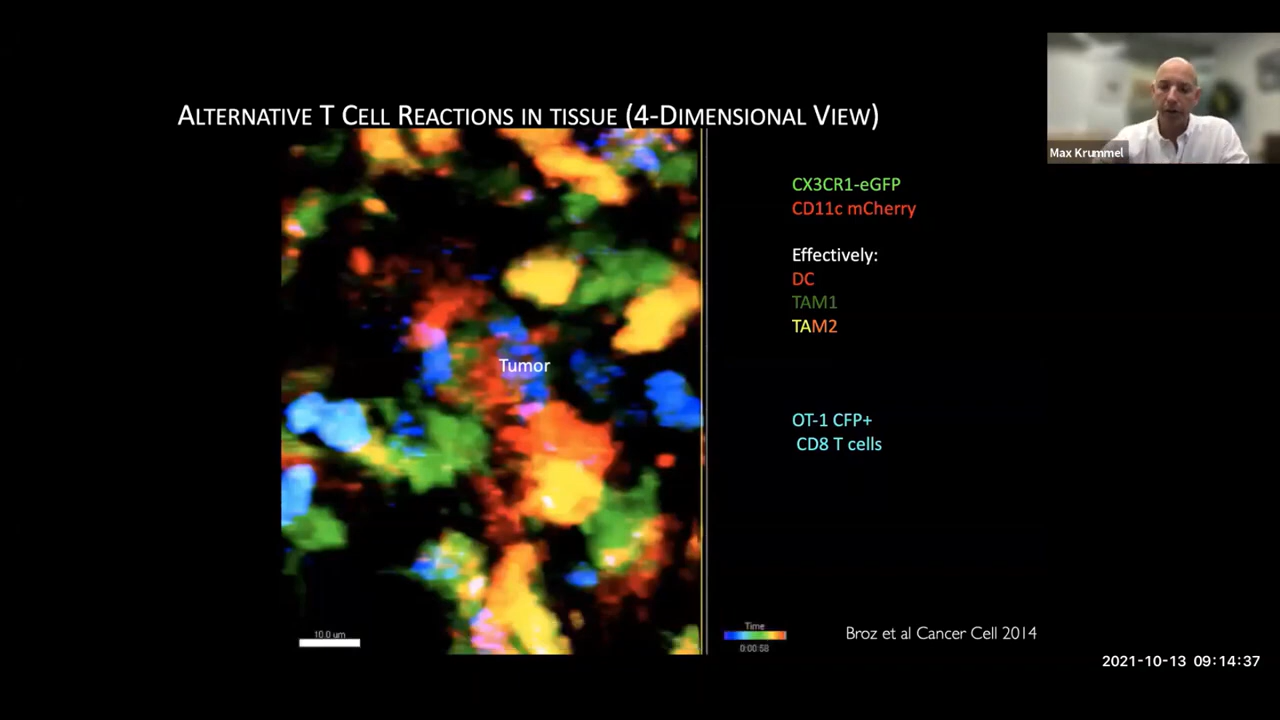 ALTERNATIVE T CELL REACTIONS IN TISSUE (4-DIMENSIONAL VIEW)
Max Krummel
CX3CR1-eGFP
CD11c mCherry
Effectively:
DC
TAM1
TAM2
Tumor
OT-1 CFP+
CD8 T cells
10.0 um
Time
0:00:58
Broz et al Cancer Cell 2014
2021-10-13 09:14:37